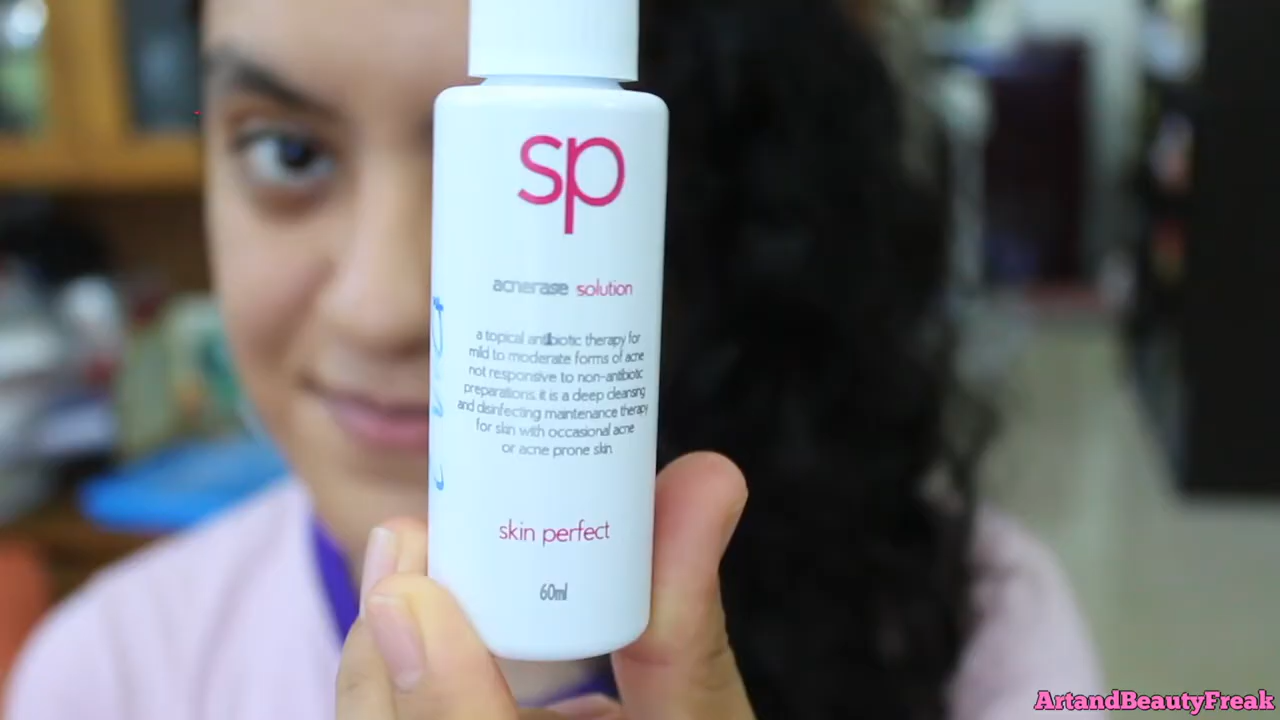 sp
acnerase solution
a topical antibiotic therapy for
mild to moderate forms of acne
not responsive to non-antibiotic
preparations. it is a deep cleansing
and disinfecting maintenance therapy
for skin with occasional acne
or acne prone skin
skin perfect
60ml
ArtandBeautyFreak